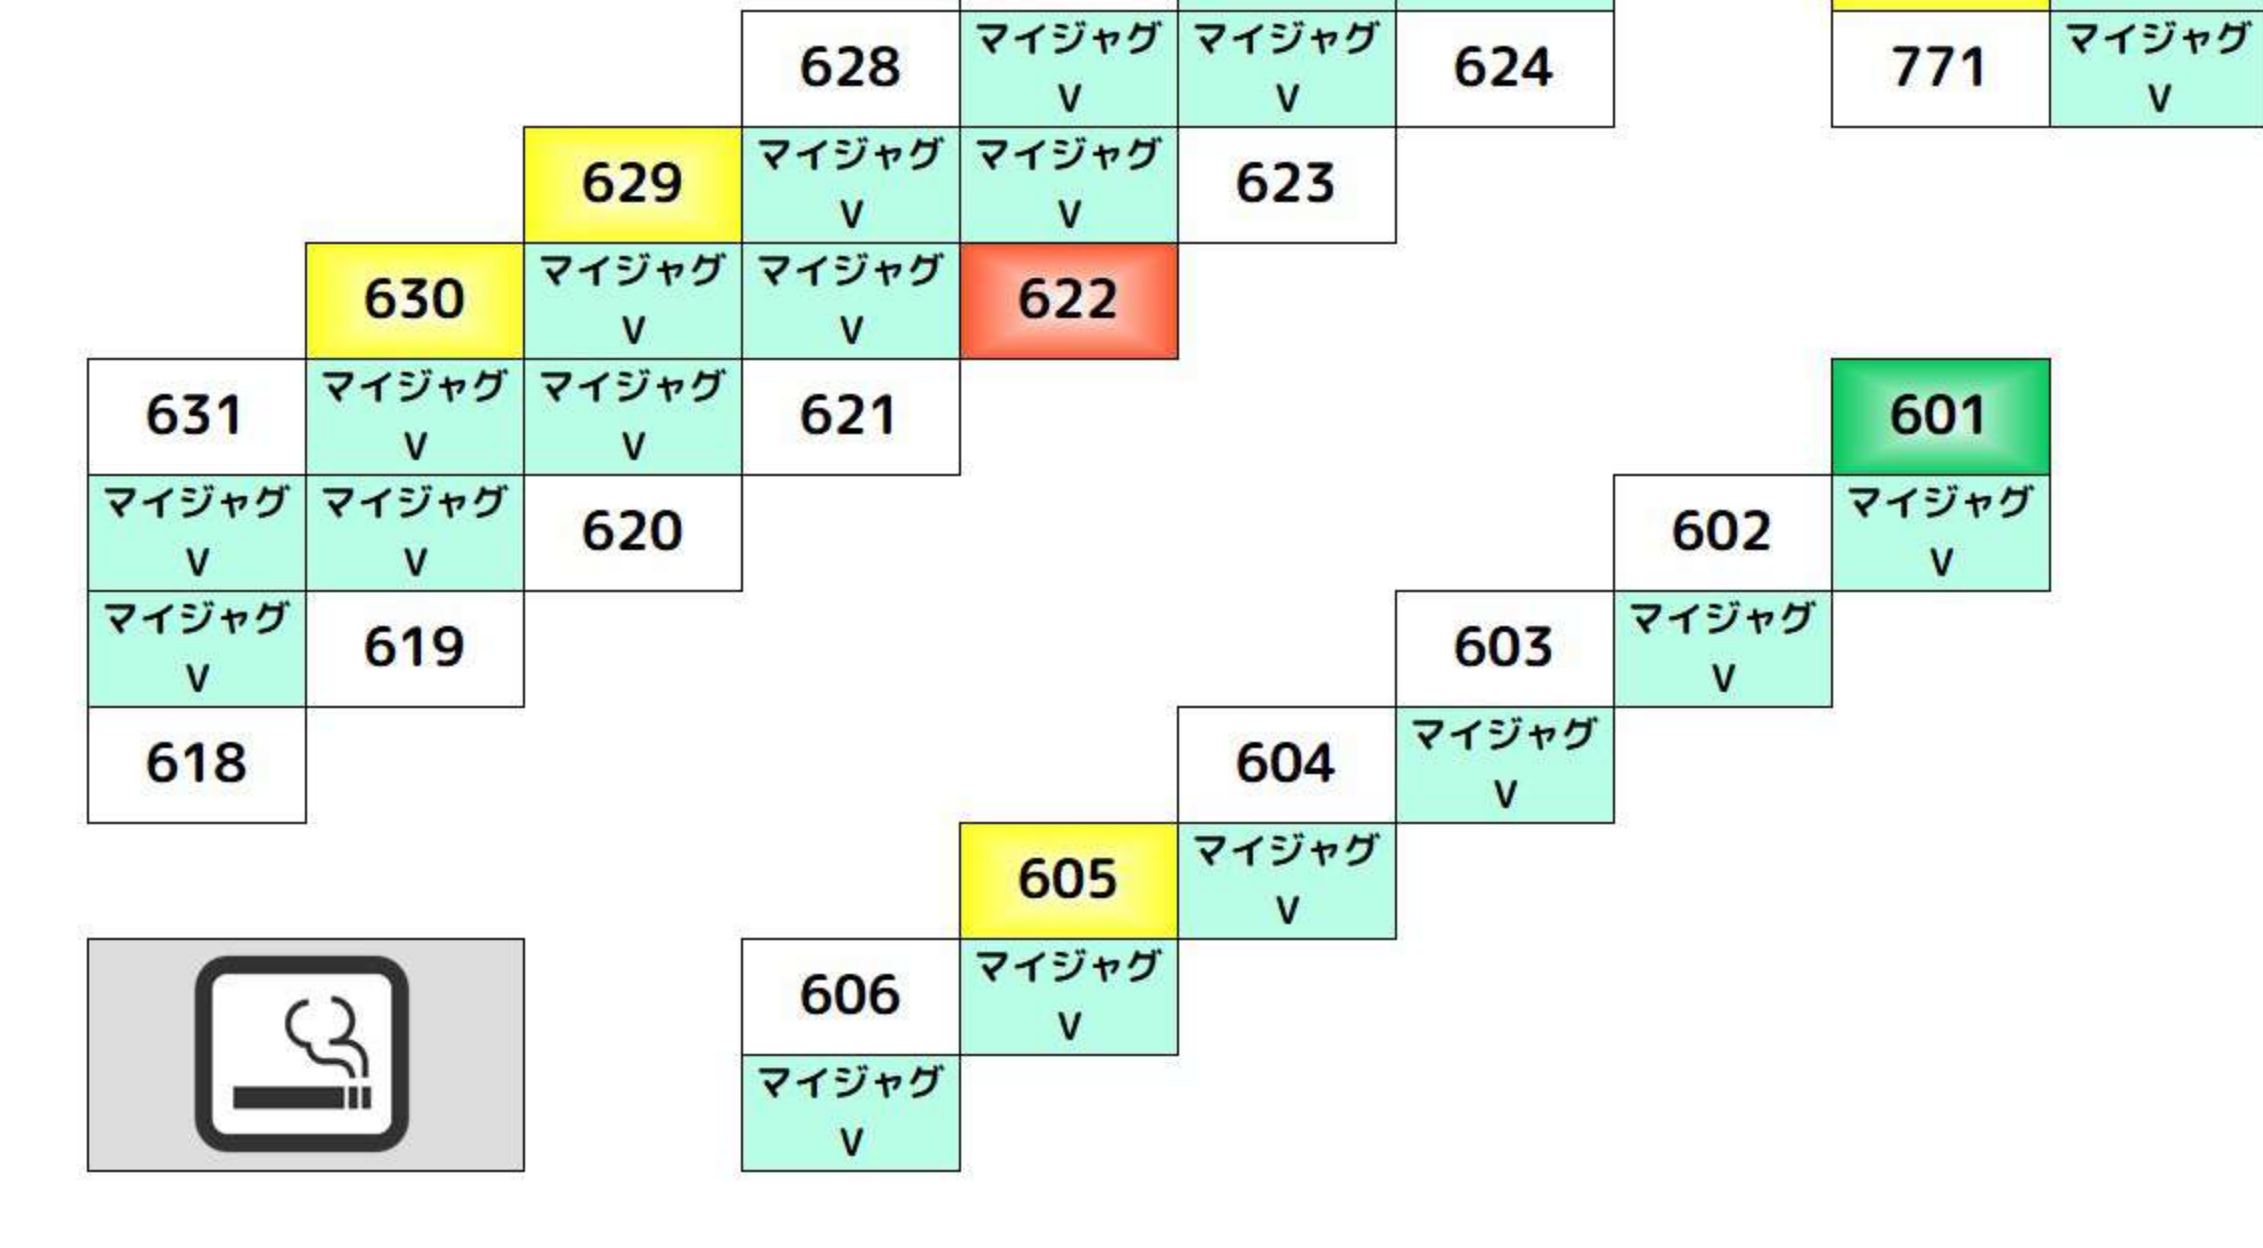 628 マイジャグ マイジャグ 624 771 マイジャグ
V V V
629 マイジャグ マイジャグ 623
V V
630 マイジャグ マイジャグ 622
V V
631 マイジャグ マイジャグ 621 601
V V
マイジャグ マイジャグ 620 602 マイジャグ
V V V
マイジャグ 619 603 マイジャグ
V V
618 604 マイジャグ
V
605 マイジャグ
V
606 マイジャグ
V
マイジャグ
V